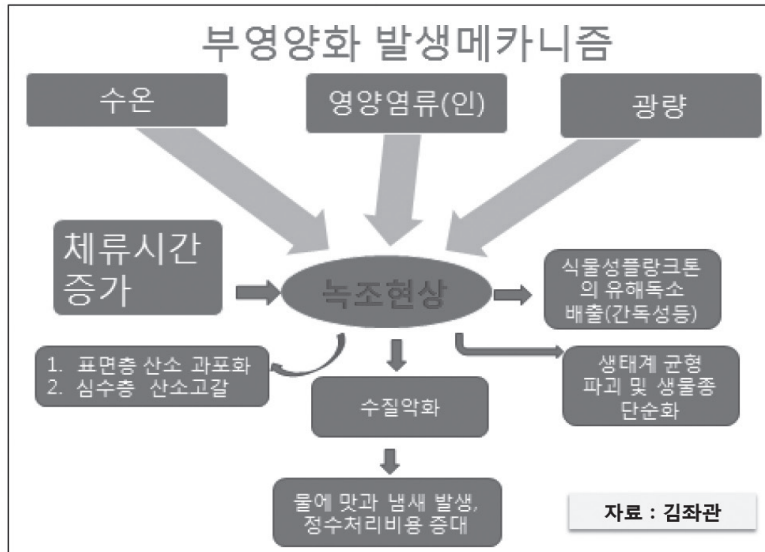 부영양화 발생메카니즘
수온
영양염류(인)
광량
체류시간
증가
녹조현상
식물성플랑크톤
의 유해독소
배출(간독성등)
1. 표면층 산소 과포화
2. 심수층 산소고갈
수질악화
생태계 균형
파괴 및 생물종
단순화
물에 맛과 냄새 발생,
정수처리비용 증대
자료 : 김좌관